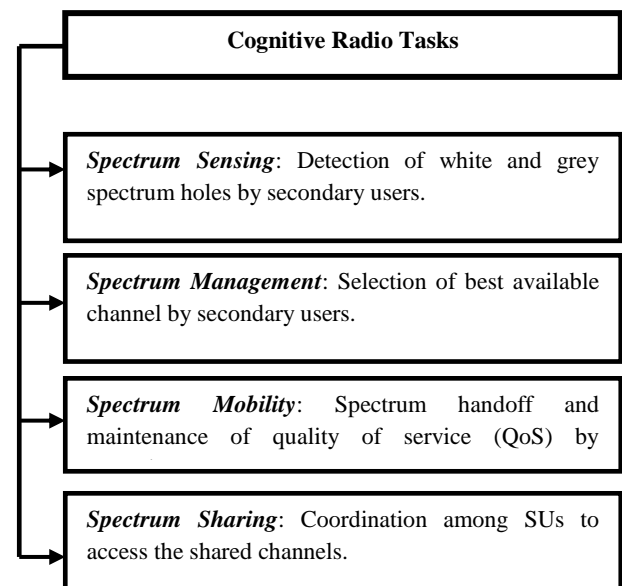 Cognitive Radio Tasks
Spectrum Sensing: Detection of white and grey
spectrum holes by secondary users.
Spectrum Management: Selection of best available
channel by secondary users.
Spectrum Mobility: Spectrum handoff and
maintenance of quality of service (QoS) by
Spectrum Sharing: Coordination among SUs to
access the shared channels.